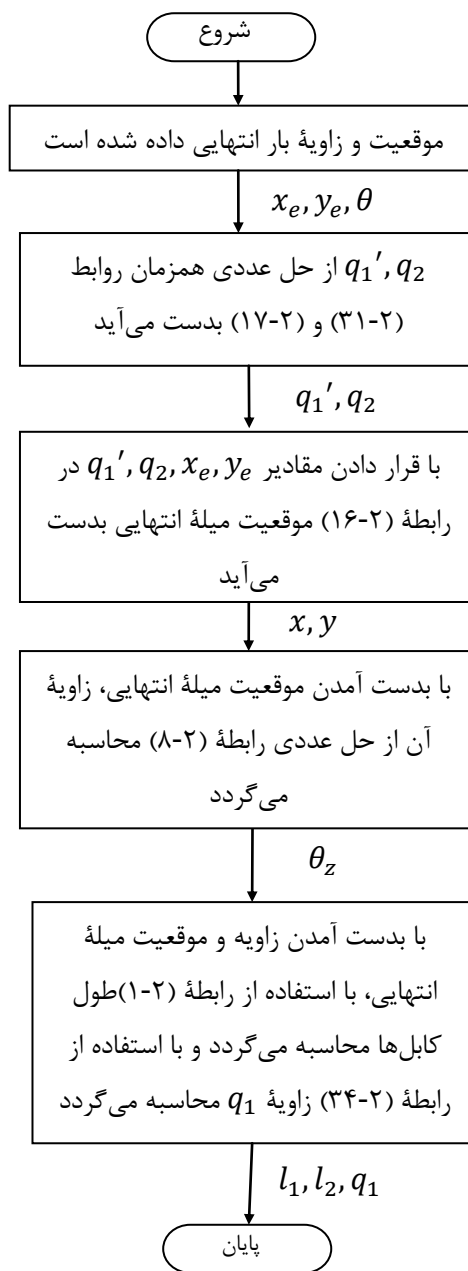 شروع
موقعیت و زاویهٔ بار انتهایی داده شده است
x_e, y_e, θ
q_1′, q_2 از حل عددی همزمان روابط
(۲-۳۱) و (۲-۱۷) بدست می‌آید
q_1′, q_2
با قرار دادن مقادیر q_1′, q_2, x_e, y_e در
رابطهٔ (۲-۱۶) موقعیت میلهٔ انتهایی بدست
می‌آید
x, y
با بدست آمدن موقعیت میلهٔ انتهایی، زاویهٔ
آن از حل عددی رابطهٔ (۲-۸) محاسبه
می‌گردد
θ_z
با بدست آمدن زاویه و موقعیت میلهٔ
انتهایی، با استفاده از رابطهٔ (۲-۱)طول
کابل‌ها محاسبه می‌گردد و با استفاده از
رابطهٔ (۲-۳۴) زاویهٔ q_1 محاسبه می‌گردد
l_1, l_2, q_1
پایان